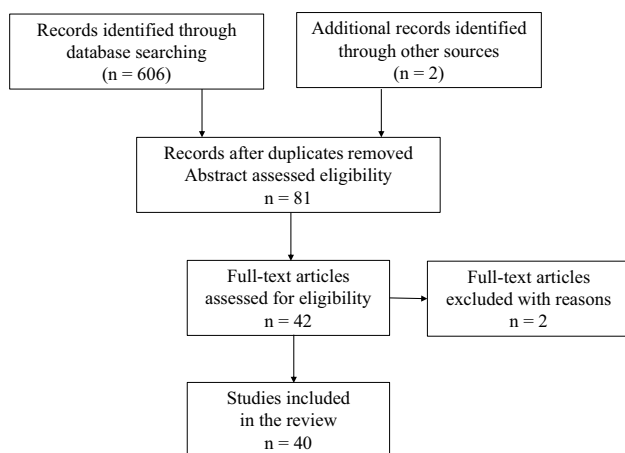 Records identified through
database searching
(n = 606)
Additional records identified
through other sources
(n = 2)
Records after duplicates removed
Abstract assessed eligibility
n = 81
Full-text articles
assessed for eligibility
n = 42
Full-text articles
excluded with reasons
n = 2
Studies included
in the review
n = 40